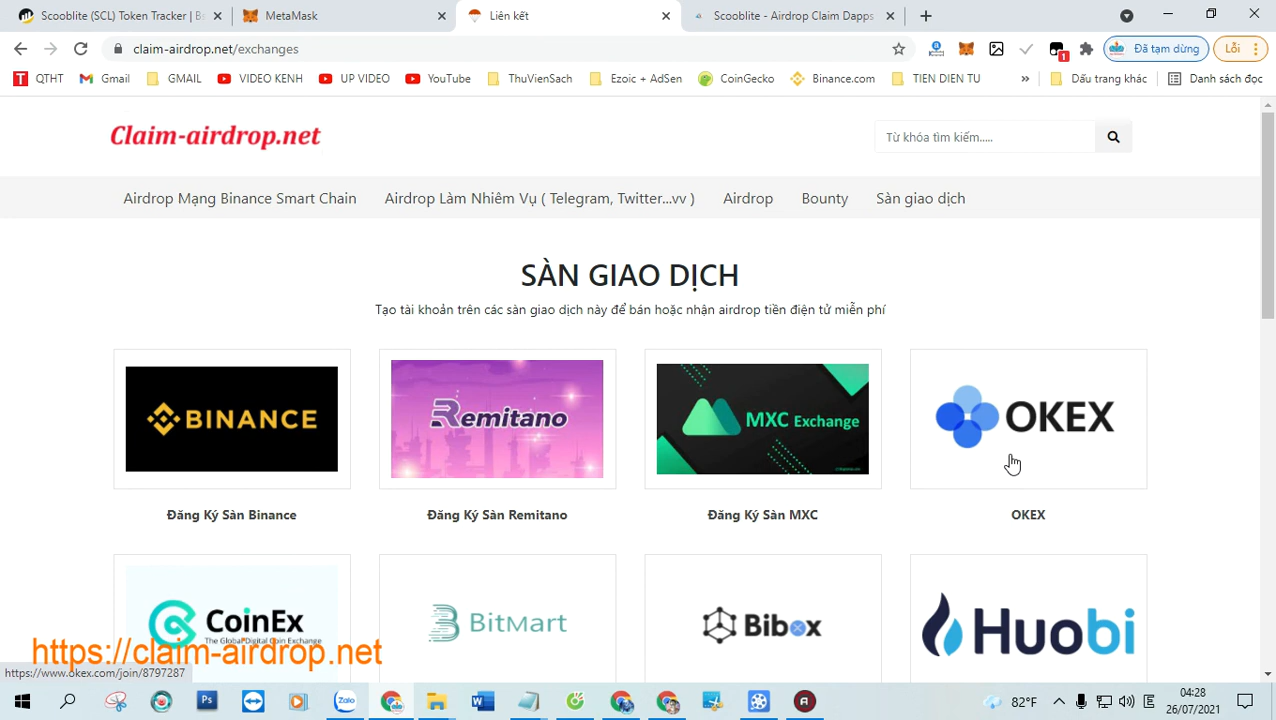 Scooblite (SCL) Token Tracker | Bs
MetaMask
Liên kết
Scooblite - Airdrop Claim Dapps
claim-airdrop.net/exchanges
1
Đã tạm dừng
Lỗi
QTHT
Gmail
GMAIL
VIDEO KENH
UP VIDEO
YouTube
ThuVienSach
Ezoic + AdSen
CoinGecko
Binance.com
TIEN DIEN TU
»
Dấu trang khác
Danh sách đọc
Claim-airdrop.net
Từ khóa tìm kiếm.....
Airdrop Mạng Binance Smart Chain
Airdrop Làm Nhiệm Vụ ( Telegram, Twitter...vv )
Airdrop
Bounty
Sàn giao dịch
SÀN GIAO DỊCH
Tạo tài khoản trên các sàn giao dịch này để bán hoặc nhận airdrop tiền điện tử miễn phí
BINANCE
Remitano
MXC Exchange
OKEX
Đăng Ký Sàn Binance
Đăng Ký Sàn Remitano
Đăng Ký Sàn MXC
OKEX
CoinEx
The Global Digital Coin Exchange
BitMart
Bibox
Huobi
https://claim-airdrop.net
https://www.okex.com/join/8797287
Ps
Zalo
W
A
82°F
E
04:28
26/07/2021